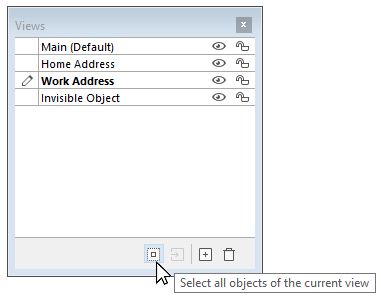 Views
Main (Default)
Home Address
Work Address
Invisible Object
Select all objects of the current view